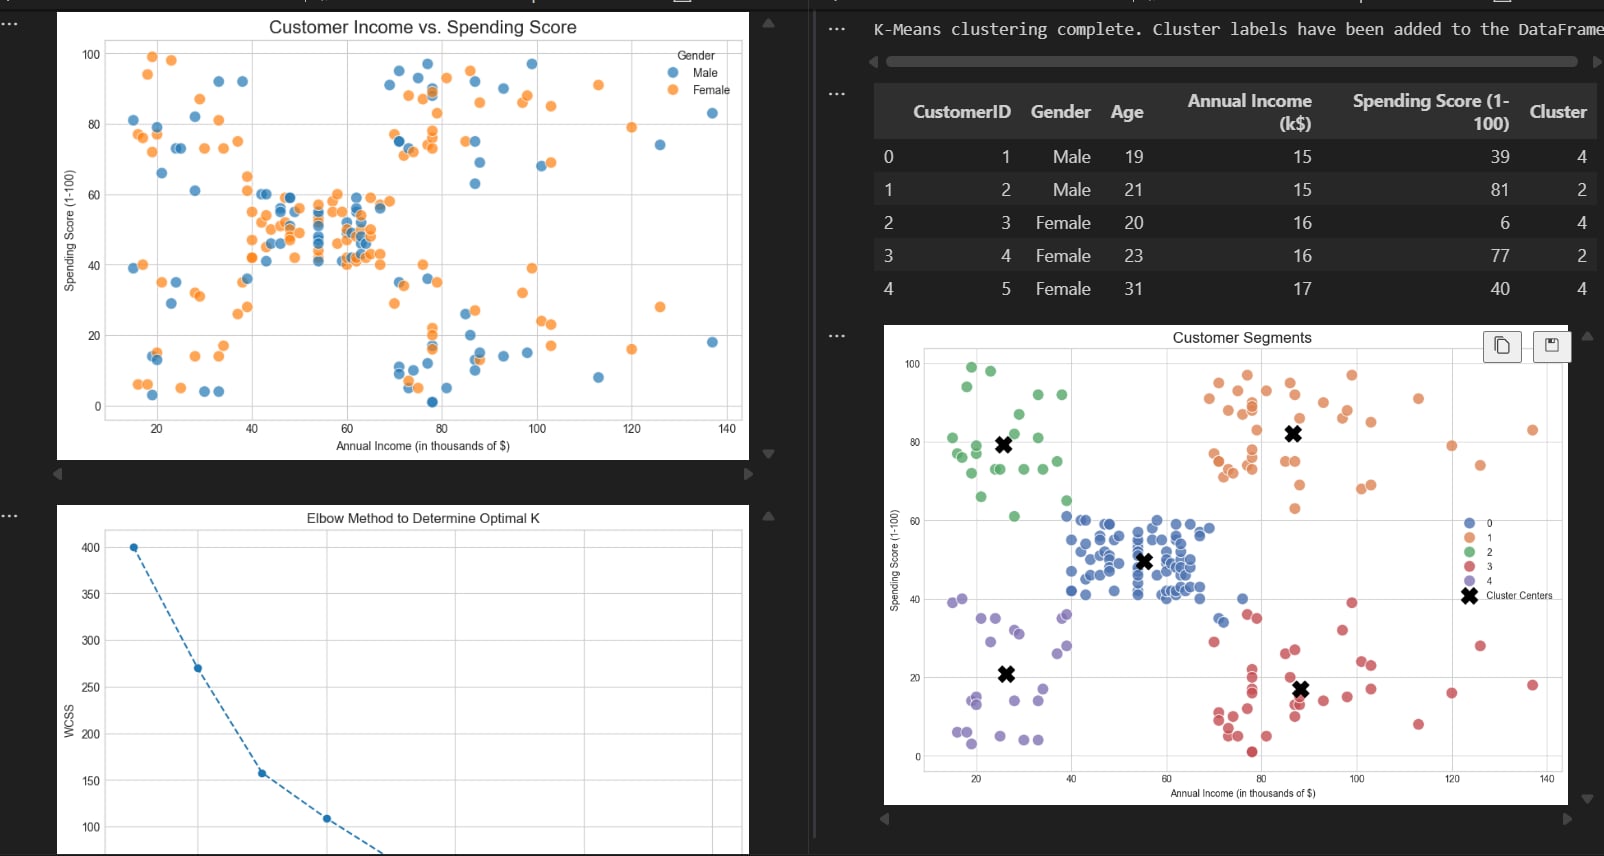 Customer Income vs. Spending Score
Gender
Male
Female
100
80
60
40
20
0
Spending Score (1-100)
20 40 60 80 100 120 140
Annual Income (in thousands of $)
Elbow Method to Determine Optimal K
400
350
300
250
200
150
100
WCSS
K-Means clustering complete. Cluster labels have been added to the DataFrame
CustomerID Gender Age Annual Income (k$) Spending Score (1-100) Cluster
0 1 Male 19 15 39 4
1 2 Male 21 15 81 2
2 3 Female 20 16 6 4
3 4 Female 23 16 77 2
4 5 Female 31 17 40 4
Customer Segments
100
80
60
40
20
0
Spending Score (1-100)
0
1
2
3
4
Cluster Centers
20 40 60 80 100 120 140
Annual Income (in thousands of $)